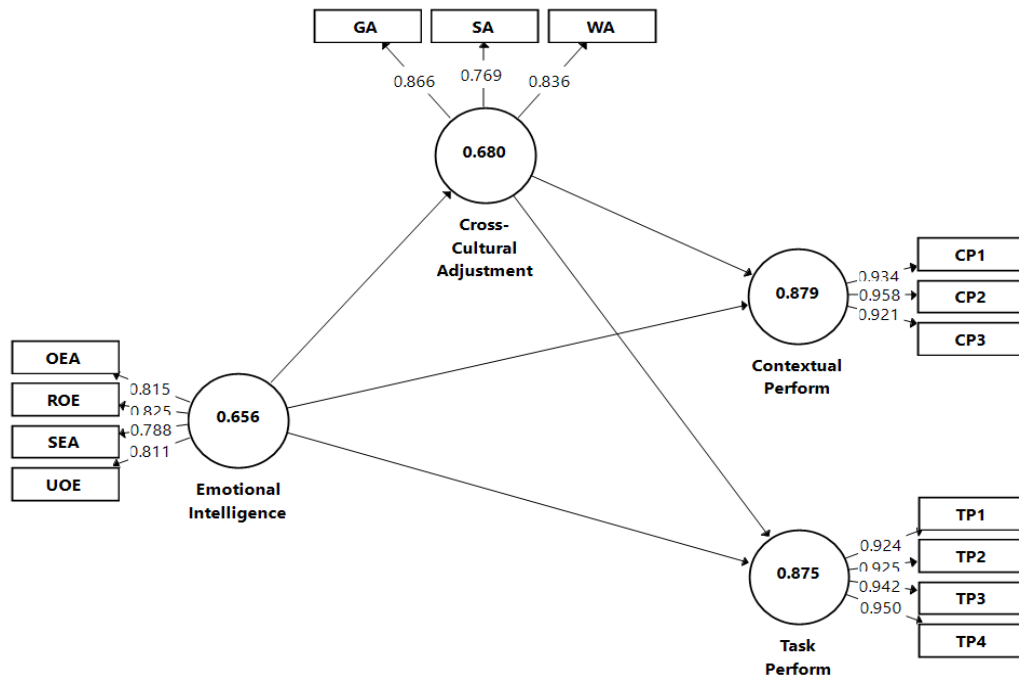 GA
SA
WA
0.866
0.769
0.836
0.680
Cross-
Cultural
Adjustment
OEA
ROE
SEA
UOE
0.815
0.825
0.788
0.811
0.656
Emotional
Intelligence
0.879
Contextual
Perform
0.934
0.958
0.921
CP1
CP2
CP3
0.875
Task
Perform
0.924
0.925
0.942
0.950
TP1
TP2
TP3
TP4